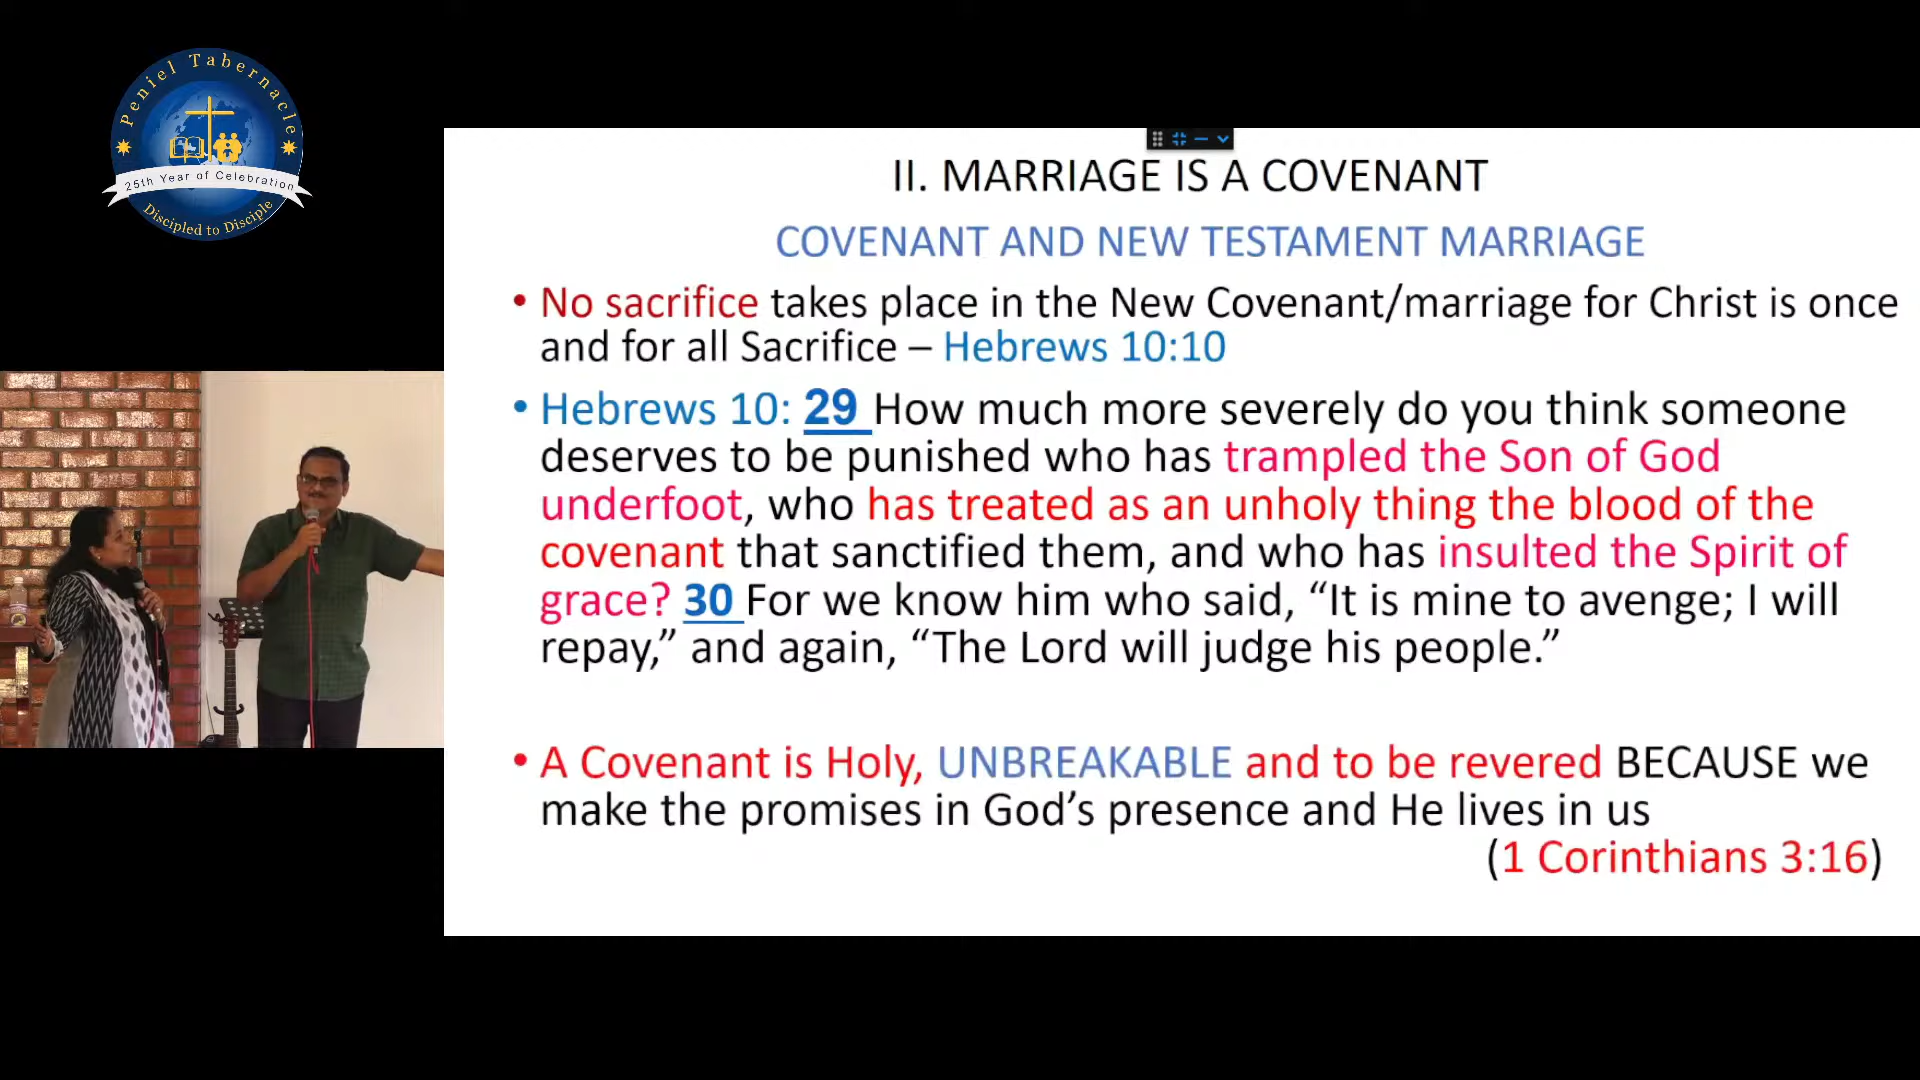 Peniel Tabernacle
25th Year of Celebration
Discipled to Disciple
II. MARRIAGE IS A COVENANT
COVENANT AND NEW TESTAMENT MARRIAGE
• No sacrifice takes place in the New Covenant/marriage for Christ is once
and for all Sacrifice – Hebrews 10:10
• Hebrews 10: 29 How much more severely do you think someone
deserves to be punished who has trampled the Son of God
underfoot, who has treated as an unholy thing the blood of the
covenant that sanctified them, and who has insulted the Spirit of
grace? 30 For we know him who said, “It is mine to avenge; I will
repay,” and again, “The Lord will judge his people.”
• A Covenant is Holy, UNBREAKABLE and to be revered BECAUSE we
make the promises in God’s presence and He lives in us
(1 Corinthians 3:16)